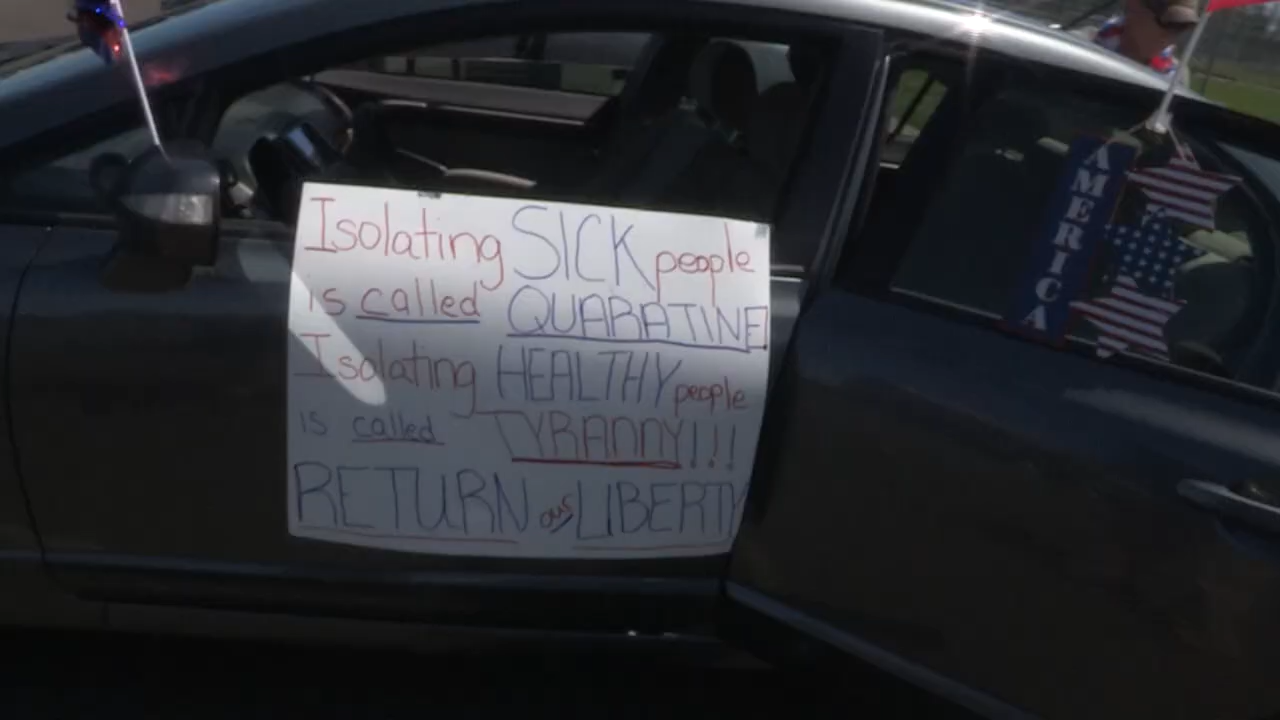 Isolating SICK people
is called QUARATINE
Isolating HEALTHY people
is called TYRANNY!!!
RETURN our LIBERTY
AMERICA